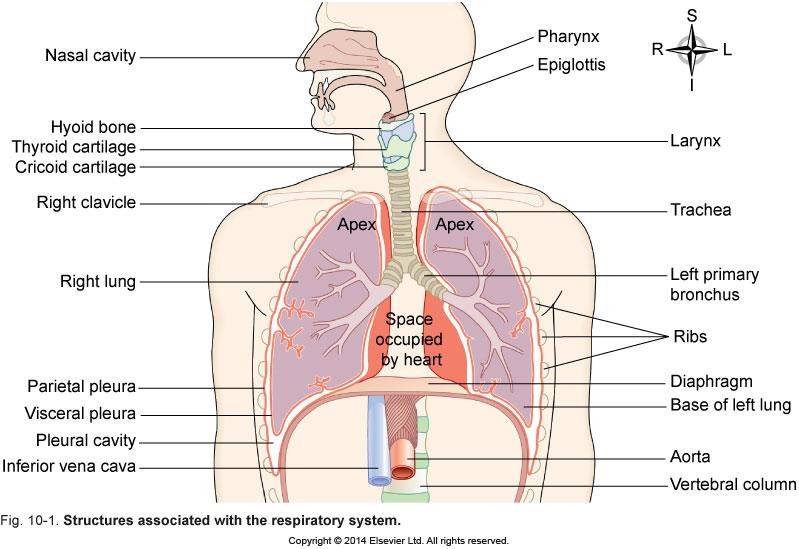 Nasal cavity
Hyoid bone
Thyroid cartilage
Cricoid cartilage
Right clavicle
Right lung
Parietal pleura
Visceral pleura
Pleural cavity
Inferior vena cava
Apex
Apex
Space
occupied
by heart
S
R
L
I
Pharynx
Epiglottis
Larynx
Trachea
Left primary
bronchus
Ribs
Diaphragm
Base of left lung
Aorta
Vertebral column
Fig. 10-1. Structures associated with the respiratory system.
Copyright © 2014 Elsevier Ltd. All rights reserved.